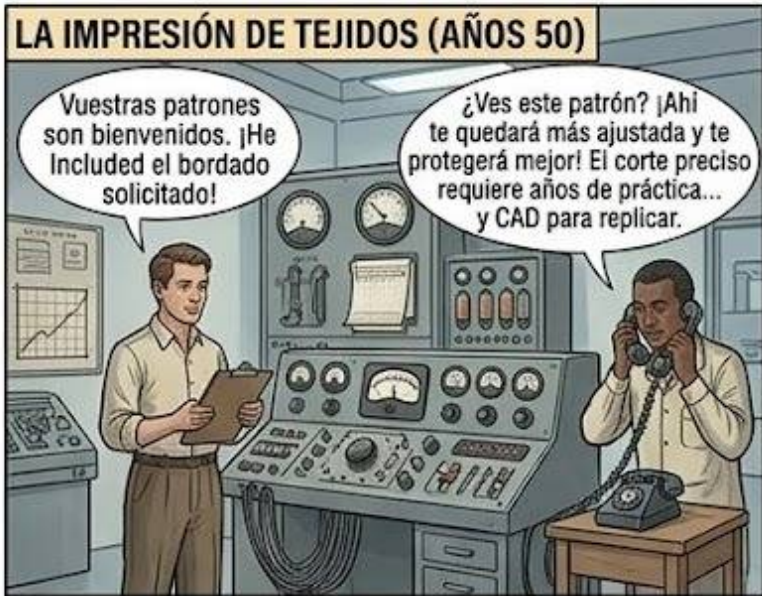 LA IMPRESIÓN DE TEJIDOS (AÑOS 50)
Vuestras patrones
son bienvenidos. ¡He
Included el bordado
solicitado!
¿Ves este patrón? ¡Ahi
te quedará más ajustada y te
protegerá mejor! El corte preciso
requiere años de práctica...
y CAD para replicar.